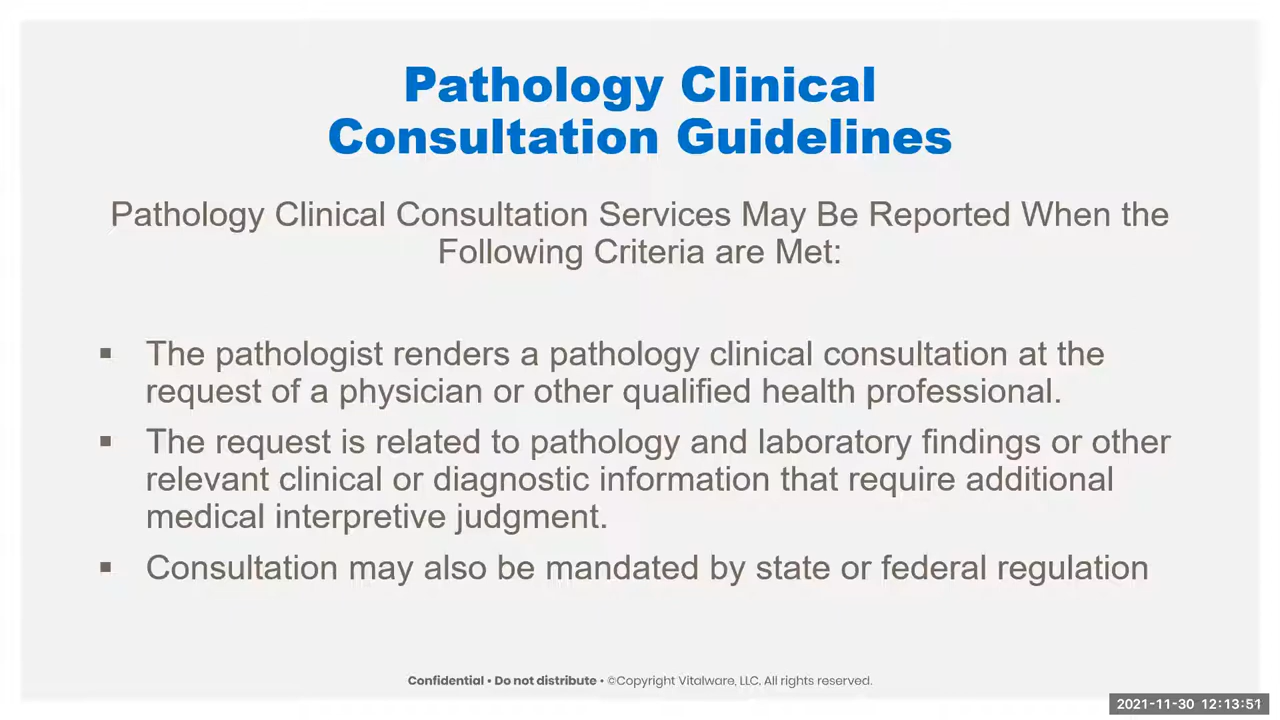 Pathology Clinical
Consultation Guidelines
Pathology Clinical Consultation Services May Be Reported When the
Following Criteria are Met:
▪ The pathologist renders a pathology clinical consultation at the
request of a physician or other qualified health professional.
▪ The request is related to pathology and laboratory findings or other
relevant clinical or diagnostic information that require additional
medical interpretive judgment.
▪ Consultation may also be mandated by state or federal regulation
Confidential • Do not distribute • ©Copyright Vitalware, LLC. All rights reserved.
2021-11-30 12:13:51